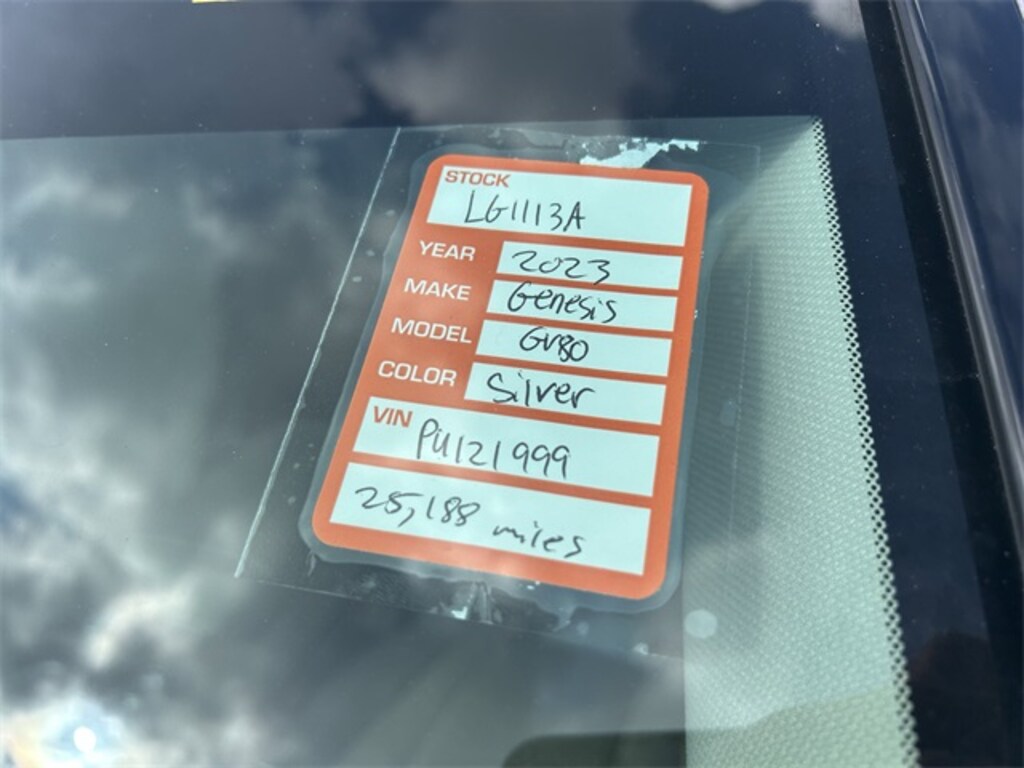 STOCK
LG1113A
YEAR 2023
MAKE Genesis
MODEL GV80
COLOR Silver
VIN PU121999
25,188 miles